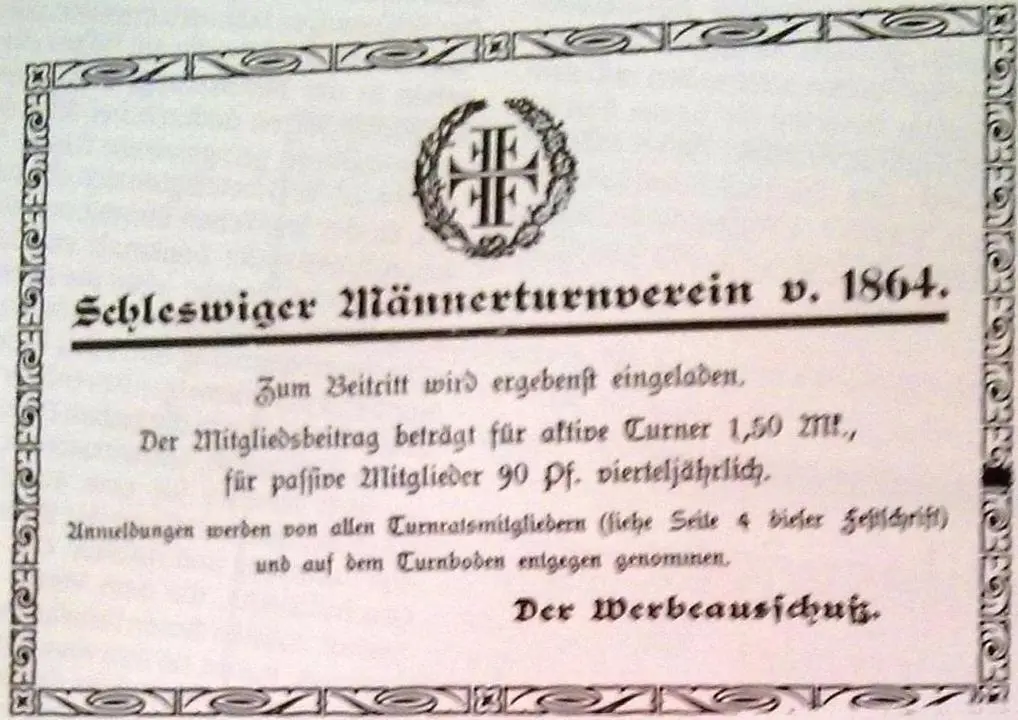 Schleswiger Männerturnverein v. 1864.
Zum Beitritt wird ergebenst eingeladen.
Der Mitgliedsbeitrag beträgt für aktive Turner 1,50 Mk.,
für passive Mitglieder 90 Pf. vierteljährlich.
Anmeldungen werden von allen Turnratsmitgliedern (siehe Seite 4 dieser Festschrift)
und auf dem Turnboden entgegen genommen.
Der Werbeausschuß.